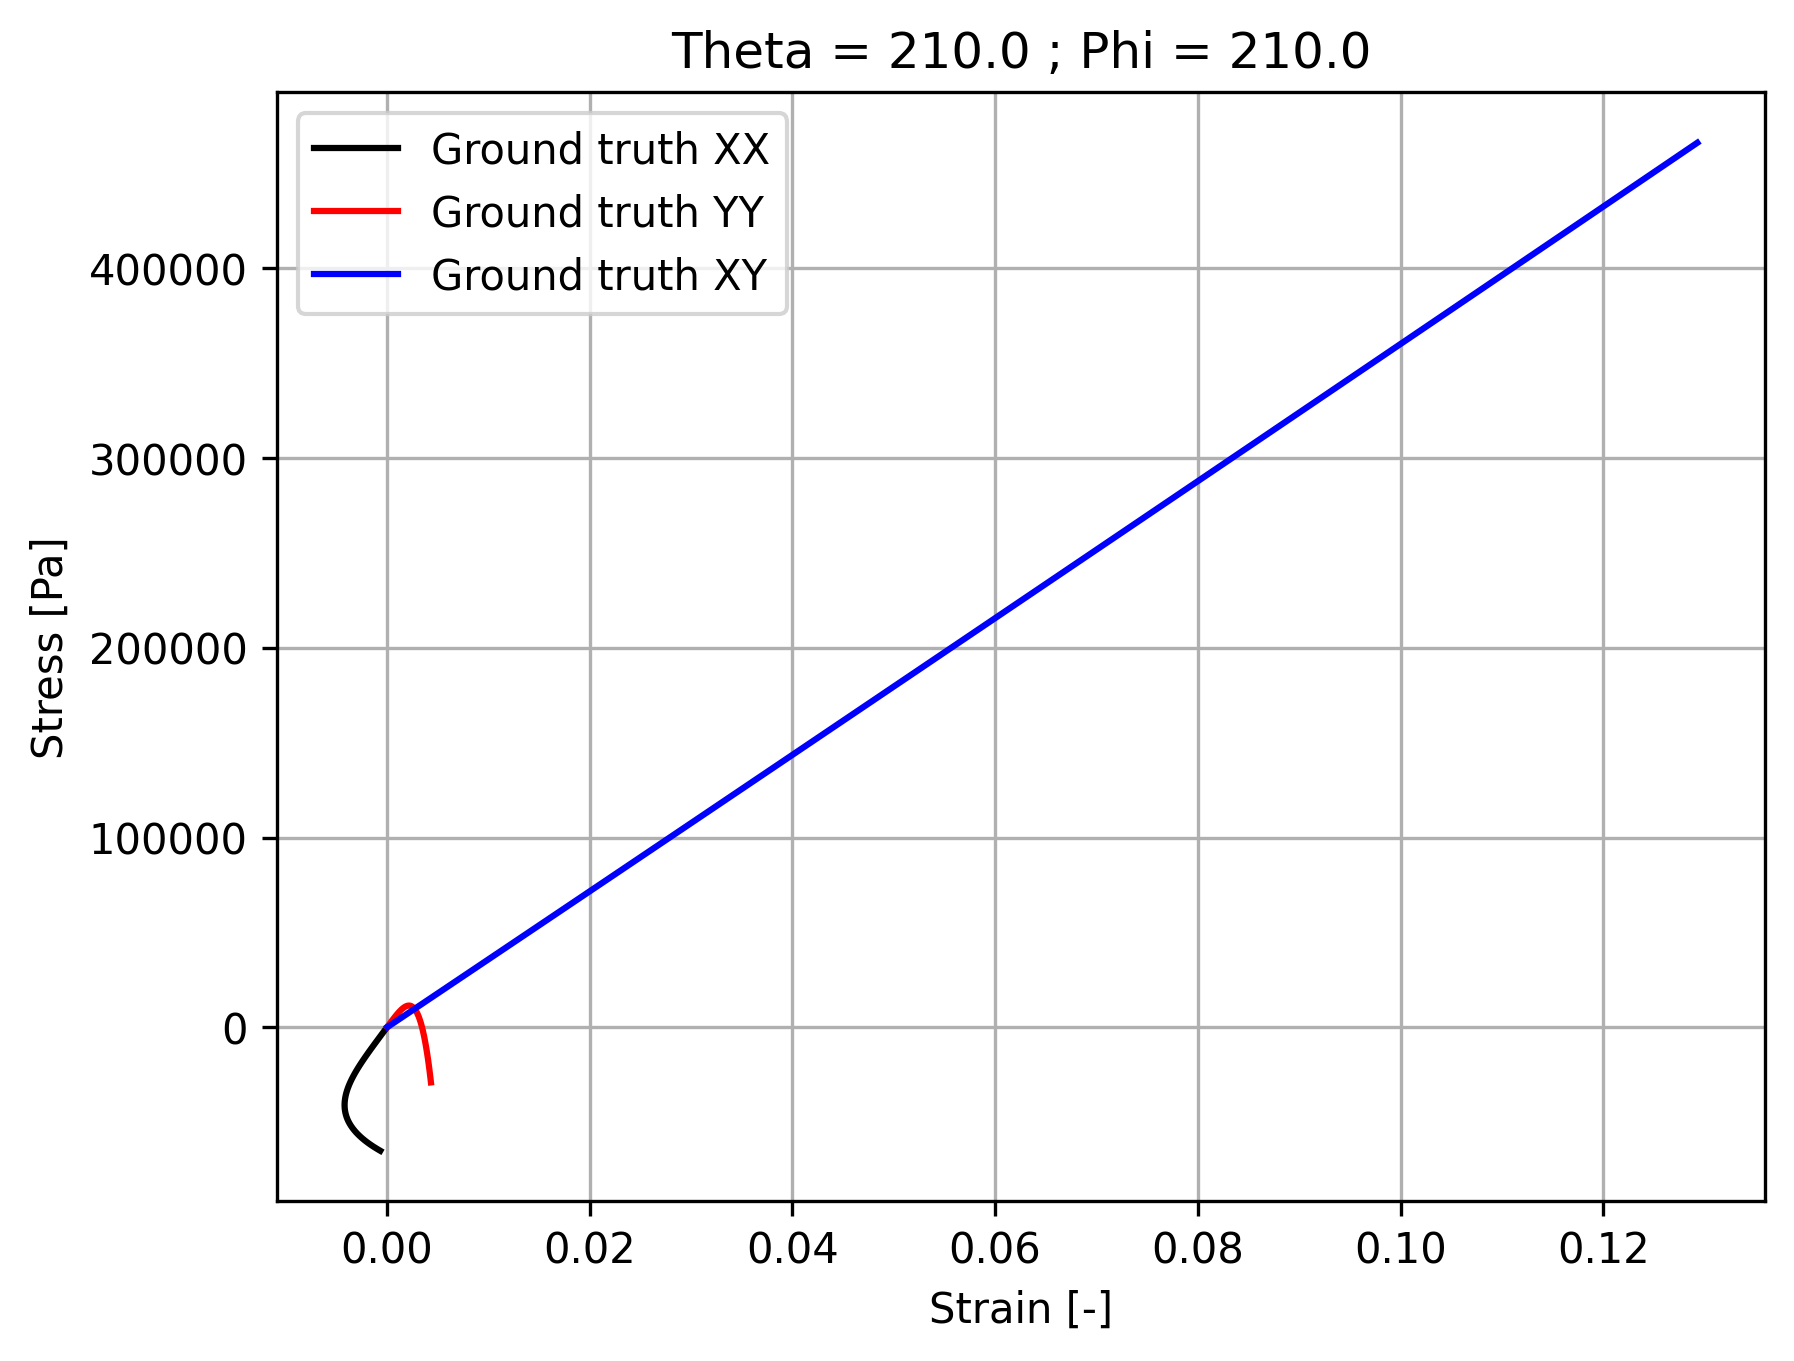 Theta = 210.0 ; Phi = 210.0
Ground truth XX
Ground truth YY
Ground truth XY
400000
300000
200000
100000
0
Stress [Pa]
0.00 0.02 0.04 0.06 0.08 0.10 0.12
Strain [-]